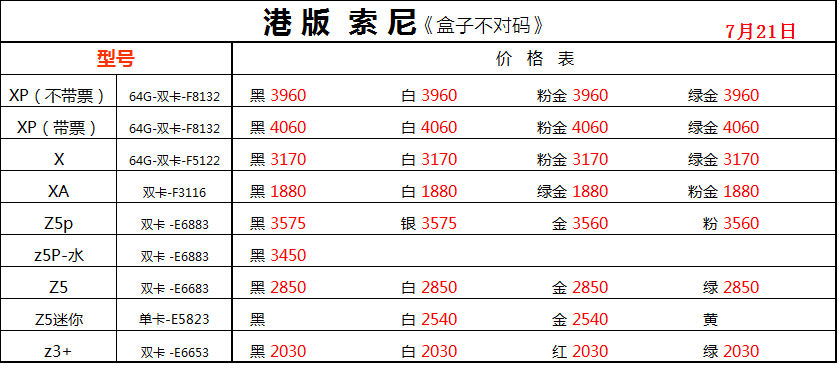 港版 索尼《盒子不对码》 7月21日
型号 价格表
XP（不带票） 64G-双卡-F8132 黑 3960 白 3960 粉金 3960 绿金 3960
XP（带票） 64G-双卡-F8132 黑 4060 白 4060 粉金 4060 绿金 4060
X 64G-双卡-F5122 黑 3170 白 3170 粉金 3170 绿金 3170
XA 双卡-F3116 黑 1880 白 1880 绿金 1880 粉金 1880
Z5p 双卡 -E6883 黑 3575 银 3575 金 3560 粉 3560
z5P-水 双卡 -E6883 黑 3450
Z5 双卡 -E6683 黑 2850 白 2850 金 2850 绿 2850
Z5迷你 单卡-E5823 黑 白 2540 金 2540 黄
z3+ 双卡 -E6653 黑 2030 白 2030 红 2030 绿 2030